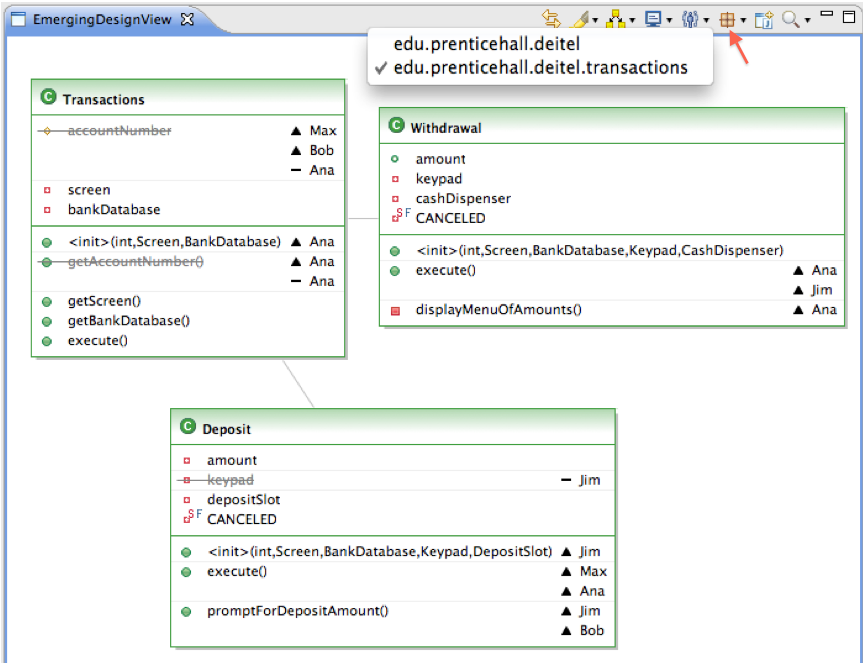 EmergingDesignView
edu.prenticehall.deitel
edu.prenticehall.deitel.transactions
C Transactions
accountNumber ▲ Max
▲ Bob
– Ana
screen
bankDatabase
<init>(int,Screen,BankDatabase) ▲ Ana
getAccountNumber() ▲ Ana
– Ana
getScreen()
getBankDatabase()
execute()
C Withdrawal
amount
keypad
cashDispenser
S F CANCELED
<init>(int,Screen,BankDatabase,Keypad,CashDispenser)
execute() ▲ Ana
▲ Jim
displayMenuOfAmounts() ▲ Ana
C Deposit
amount
keypad – Jim
depositSlot
S F CANCELED
<init>(int,Screen,BankDatabase,Keypad,DepositSlot) ▲ Jim
execute() ▲ Max
▲ Ana
promptForDepositAmount() ▲ Jim
▲ Bob